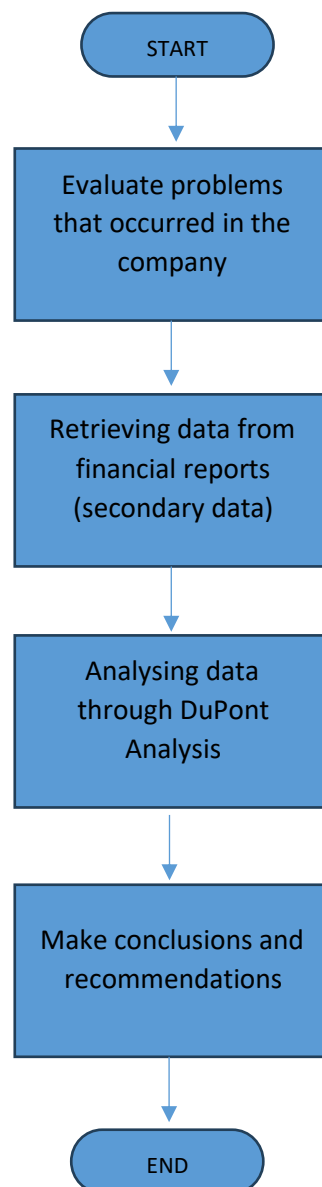 START
Evaluate problems
that occurred in the
company
Retrieving data from
financial reports
(secondary data)
Analysing data
through DuPont
Analysis
Make conclusions and
recommendations
END